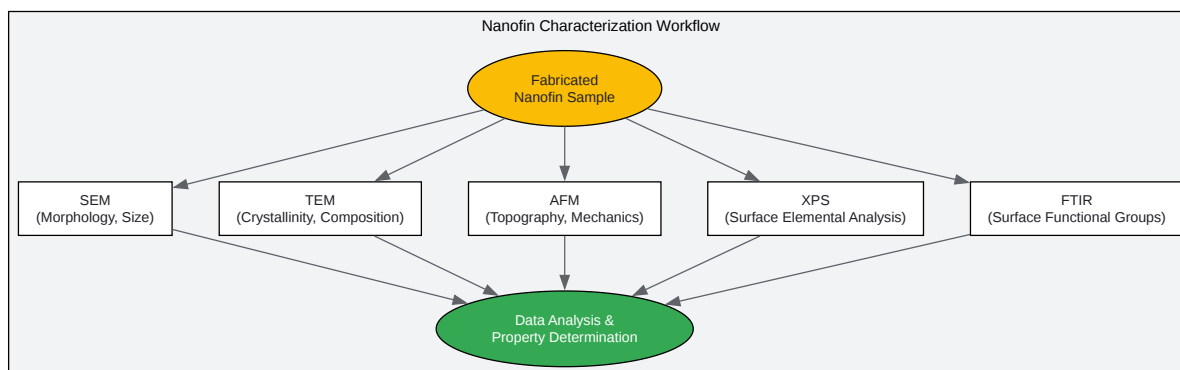 Nanofin Characterization Workflow
Fabricated
Nanofin Sample
SEM
(Morphology, Size)
TEM
(Crystallinity, Composition)
AFM
(Topography, Mechanics)
XPS
(Surface Elemental Analysis)
FTIR
(Surface Functional Groups)
Data Analysis &
Property Determination